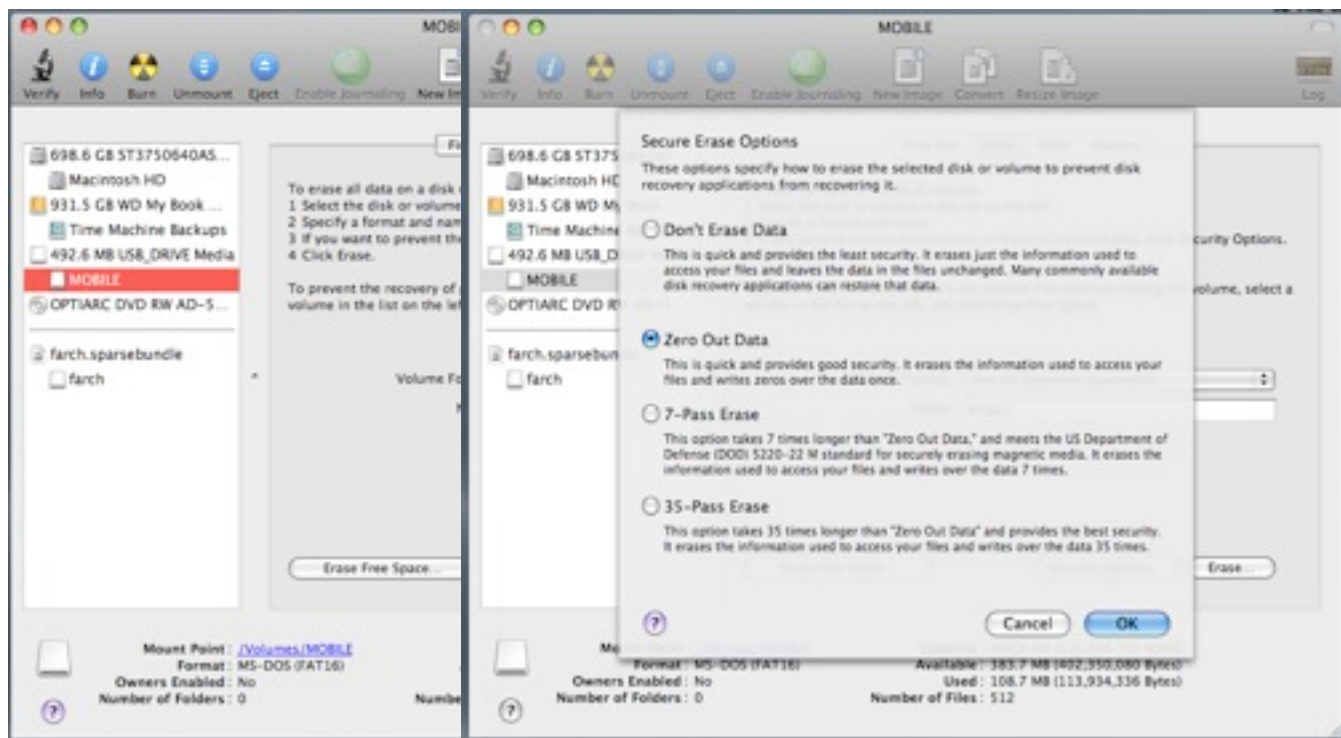 MOBI
Verify Info Burn Unmount Eject Enable Journaling New Im
698.6 GB ST3750640AS...
Macintosh HD
931.5 GB WD My Book ...
Time Machine Backups
492.6 MB USB_DRIVE Media
MOBILE
OPTIARC DVD RW AD-5...
farch.sparsebundle
farch
Fi
To erase all data on a disk
1 Select the disk or volume
2 Specify a format and nam
3 If you want to prevent the
4 Click Erase.
To prevent the recovery of
volume in the list on the lef
Volume Fo
Erase Free Space...
Mount Point : /Volumes/MOBILE
Format : MS-DOS (FAT16)
Owners Enabled : No
Number of Folders : 0
Numbe
MOBILE
Verify Info Burn Unmount Eject Enable Journaling New Image Convert Resize Image Log
698.6 GB ST375
Macintosh HD
931.5 GB WD My
Time Machine
492.6 MB USB_D
MOBILE
OPTIARC DVD R
farch.sparsebun
farch
Secure Erase Options
These options specify how to erase the selected disk or volume to prevent disk
recovery applications from recovering it.
Don't Erase Data
This is quick and provides the least security. It erases just the information used to
access your files and leaves the data in the files unchanged. Many commonly available
disk recovery applications can restore that data.
Zero Out Data
This is quick and provides good security. It erases the information used to access your
files and writes zeros over the data once.
7-Pass Erase
This option takes 7 times longer than "Zero Out Data," and meets the US Department of
Defense (DOD) 5220-22 M standard for securely erasing magnetic media. It erases the
information used to access your files and writes over the data 7 times.
35-Pass Erase
This option takes 35 times longer than "Zero Out Data" and provides the best security.
It erases the information used to access your files and writes over the data 35 times.
? Cancel OK
curity Options.
volume, select a
Erase...
Mo
Format : MS-DOS (FAT16)
Owners Enabled : No
Number of Folders : 0
Available : 383.7 MB (402,350,080 Bytes)
Used : 108.7 MB (113,934,336 Bytes)
Number of Files : 512